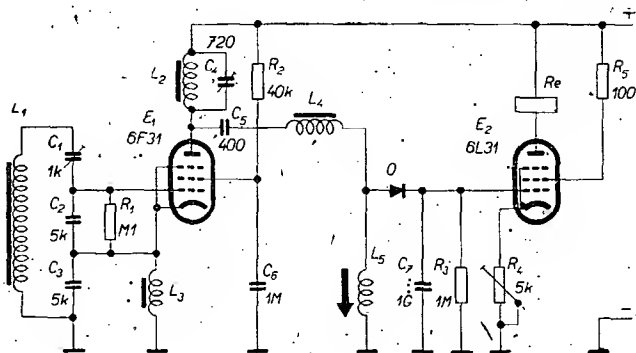 +
720
L2
C4
R2
40k
L4
Re
R5
100
L1
E1
6F31
C5
400
E2
6L31
C1
1k
O
C2
5k
R1
M1
C3
5k
L3
C6
1M
L5
C7
1G
R3
1M
R4
5k
-